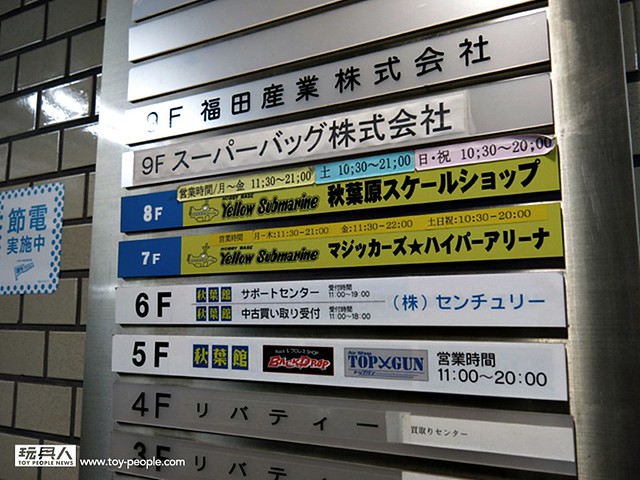 9F 福田産業株式会社
9F スーパーバッグ株式会社
営業時間/月～金 11:30~21;00 土 10;30~21;00 日・祝 10;30~20;00
8F HOBBY BASE Yellow Submarine 秋葉原スケールショップ
営業時間 月-木:11:30-21:00 金:11:30-22:00 土日祝:10:30-20:00
7F HOBBY BASE Yellow Submarine マジッカーズ★ハイパーアリーナ
6F 秋葉館 サポートセンター 受付時間 11:00～19:00 (株)センチュリー
秋葉館 中古買い取り受付 受付時間 11:00～18:00
5F 秋葉館 BACKDROP TOP×GUN 営業時間 11:00～20:00
4F リバティー 買取りセンター
3F リバティ
節電
実施中
玩具人 TOY PEOPLE NEWS www.toy-people.com